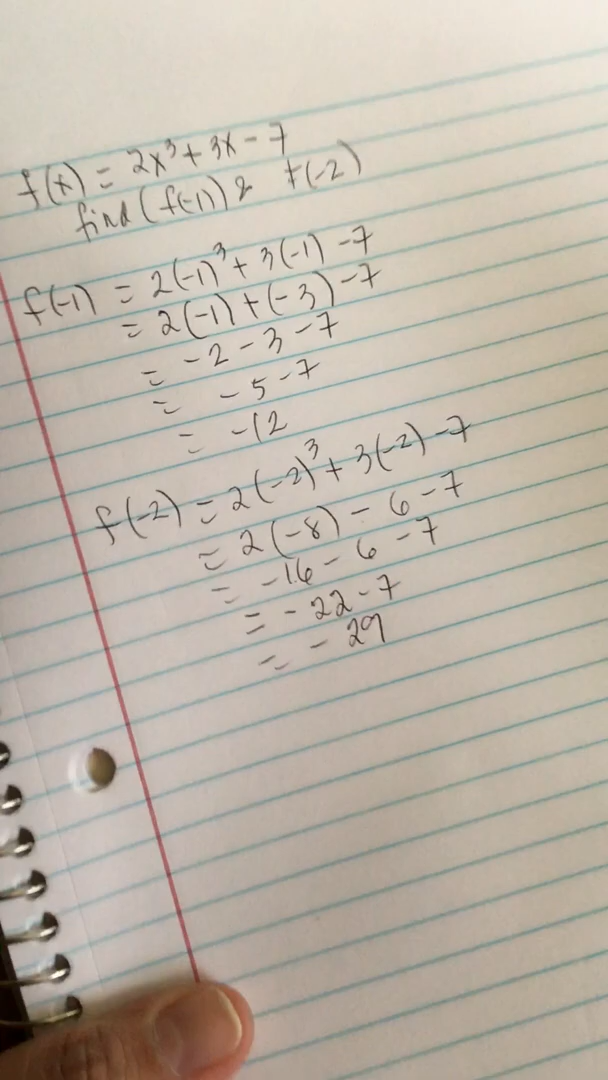 f(x) = 2x³ + 3x - 7
find (f(-1)) & f(-2)
f(-1) = 2(-1)³ + 3(-1) - 7
= 2(-1) + (-3) - 7
= -2 - 3 - 7
= -5 - 7
= -12
f(-2) = 2(-2)³ + 3(-2) - 7
= 2(-8) - 6 - 7
= -16 - 6 - 7
= -22 - 7
= -29